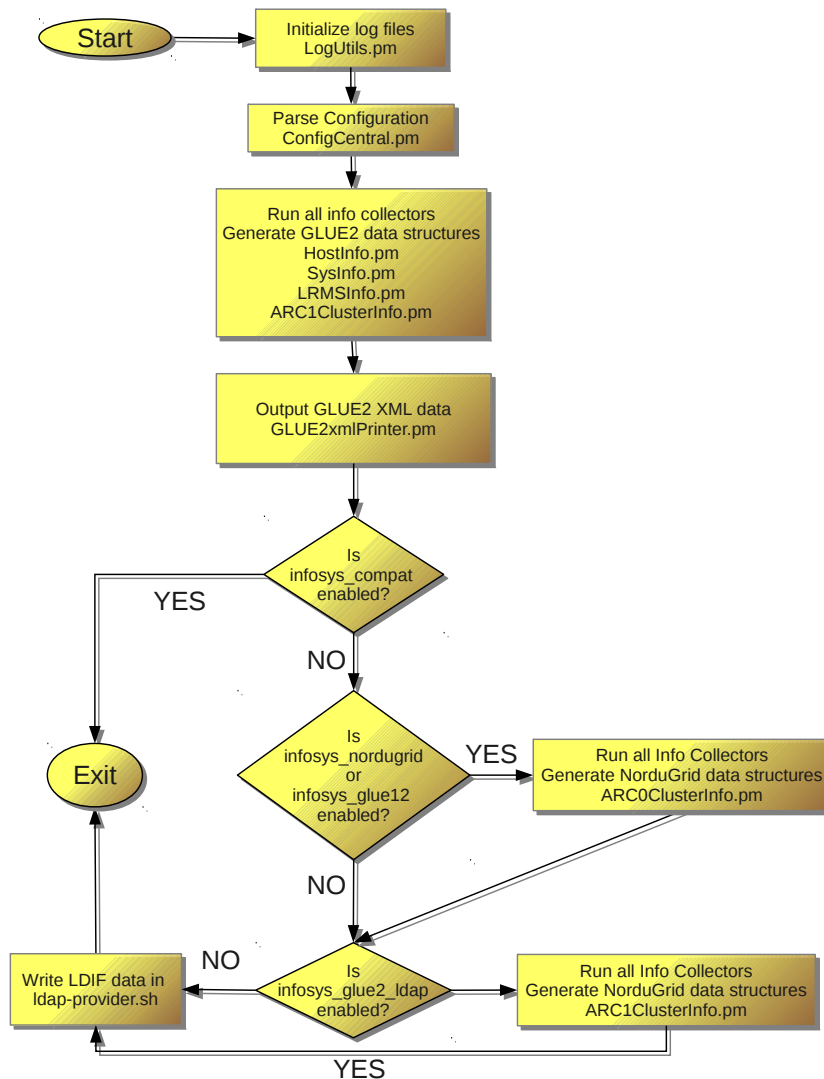 Start
Initialize log files
LogUtils.pm
Parse Configuration
ConfigCentral.pm
Run all info collectors
Generate GLUE2 data structures
HostInfo.pm
SysInfo.pm
LRMSInfo.pm
ARC1ClusterInfo.pm
Output GLUE2 XML data
GLUE2xmlPrinter.pm
Is
infosys_compat
enabled?
YES
NO
Is
infosys_nordugrid
or
infosys_glue12
enabled?
YES
Run all Info Collectors
Generate NorduGrid data structures
ARC0ClusterInfo.pm
Exit
NO
Is
infosys_glue2_ldap
enabled?
NO
Write LDIF data in
ldap-provider.sh
Run all Info Collectors
Generate NorduGrid data structures
ARC1ClusterInfo.pm
YES